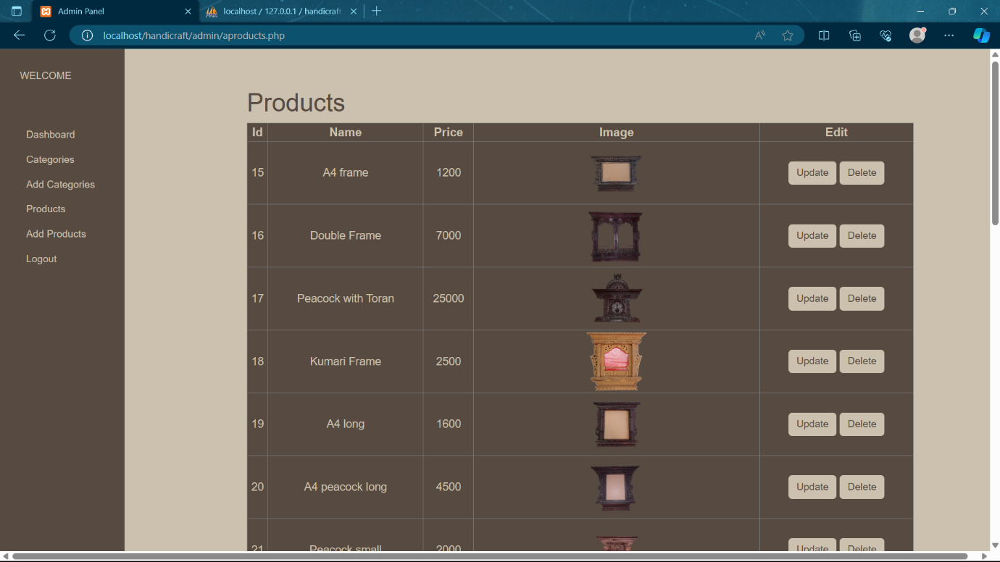 Admin Panel
localhost / 127.0.0.1 / handicraft
localhost/handicraft/admin/aproducts.php
WELCOME
Dashboard
Categories
Add Categories
Products
Add Products
Logout
Products
Id Name Price Image Edit
15 A4 frame 1200 Update Delete
16 Double Frame 7000 Update Delete
17 Peacock with Toran 25000 Update Delete
18 Kumari Frame 2500 Update Delete
19 A4 long 1600 Update Delete
20 A4 peacock long 4500 Update Delete
21 Peacock small 2000 Update Delete